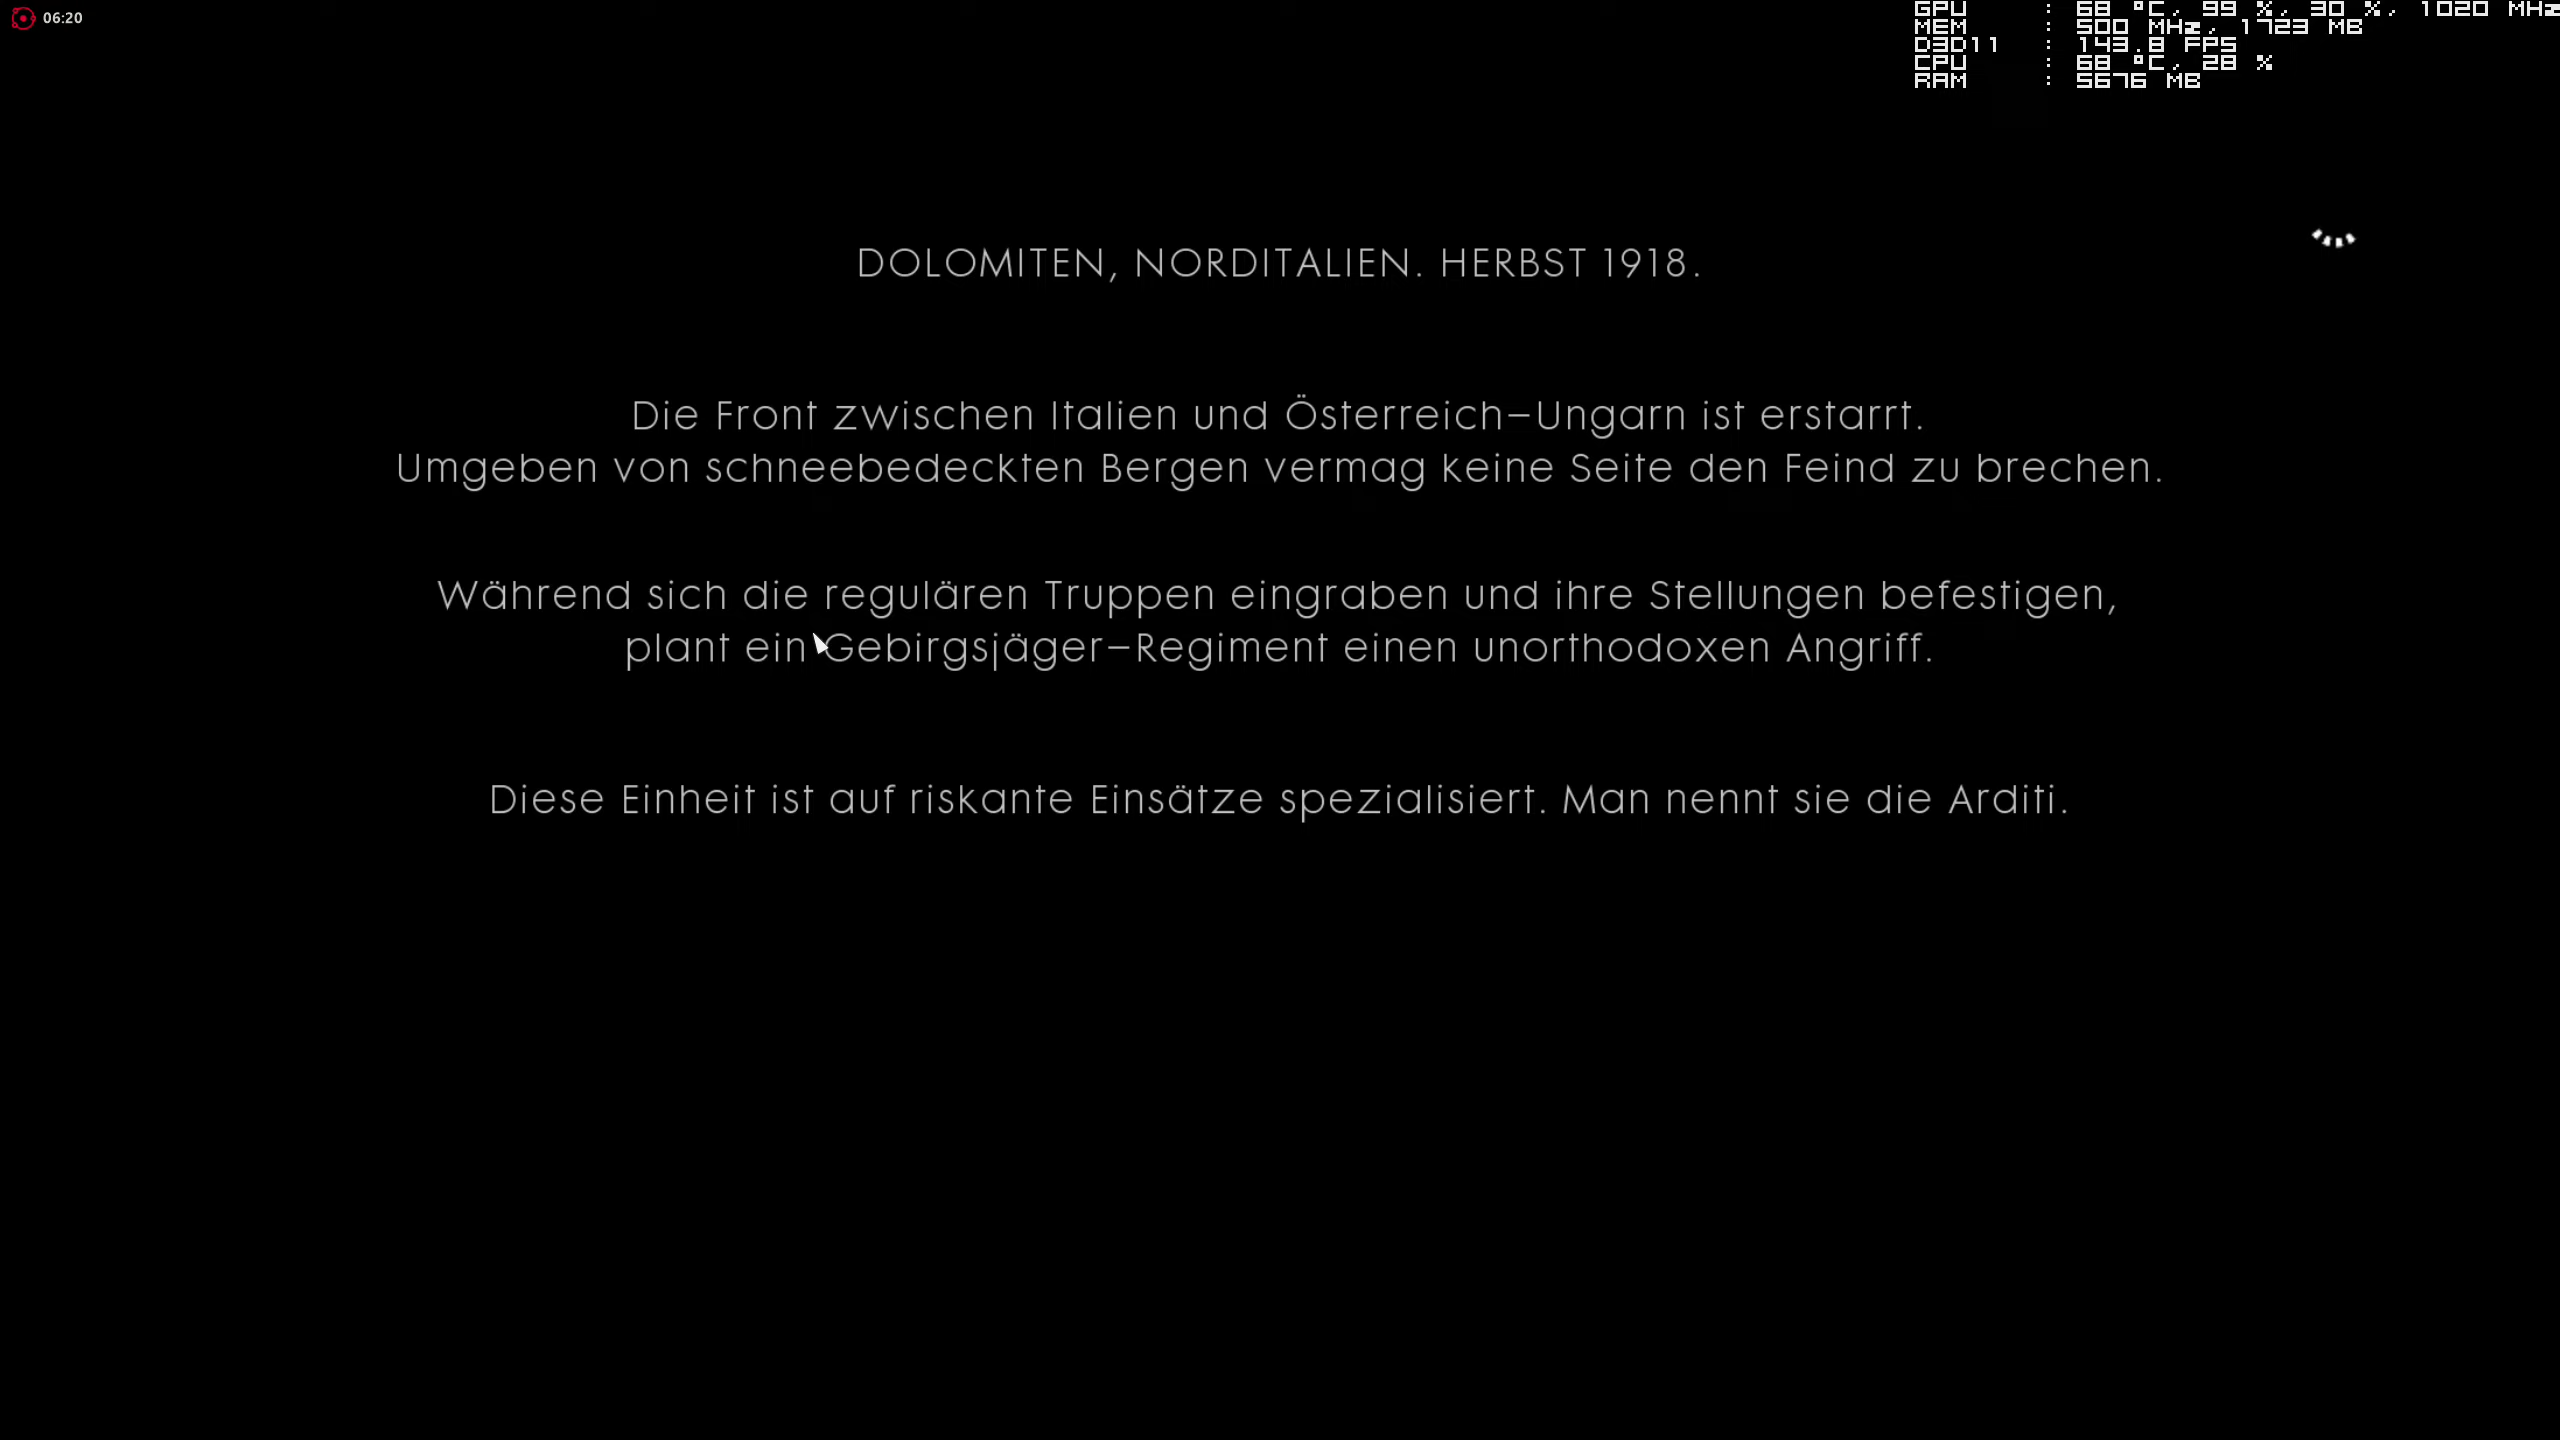 06:20
GPU : 68 °C, 99 %, 30 %, 1020 MHz
MEM : 500 MHz, 1723 MB
D3D11 : 143.8 FPS
CPU : 68 °C, 28 %
RAM : 5676 MB
DOLOMITEN, NORDITALIEN. HERBST 1918.
Die Front zwischen Italien und Österreich–Ungarn ist erstarrt.
Umgeben von schneebedeckten Bergen vermag keine Seite den Feind zu brechen.
Während sich die regulären Truppen eingraben und ihre Stellungen befestigen,
plant ein Gebirgsjäger–Regiment einen unorthodoxen Angriff.
Diese Einheit ist auf riskante Einsätze spezialisiert. Man nennt sie die Arditi.